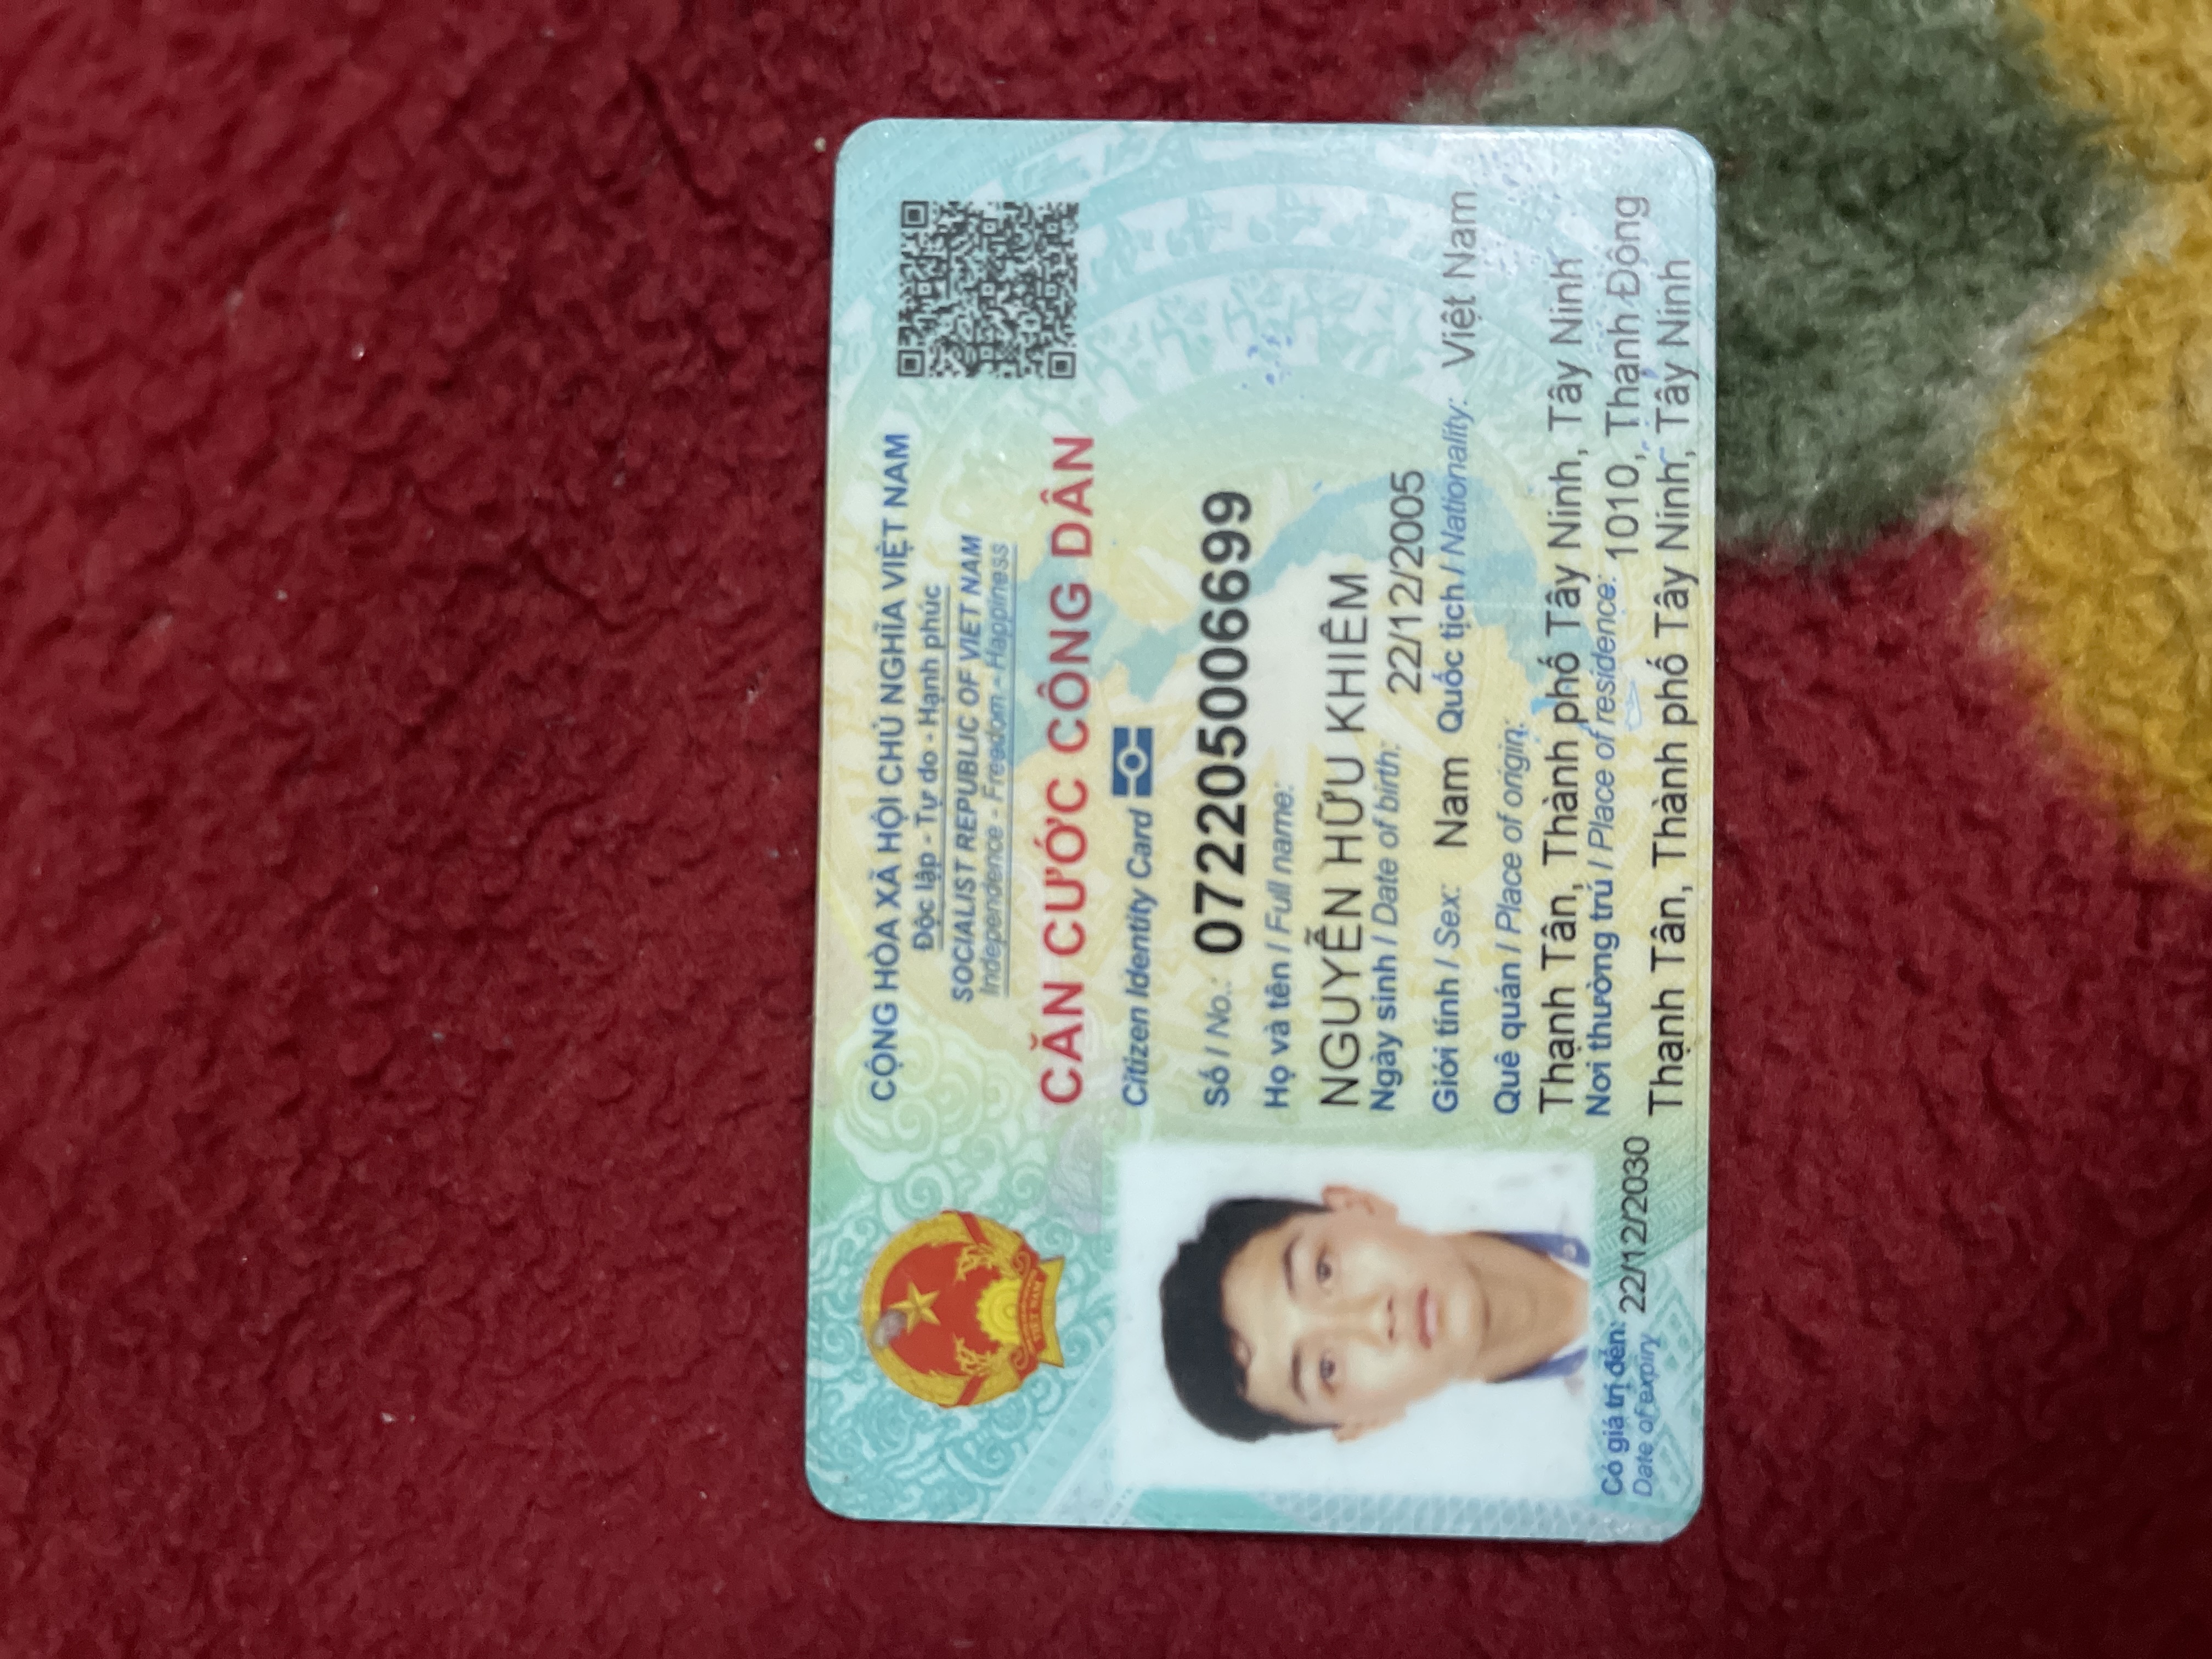 CỘNG HÒA XÃ HỘI CHỦ NGHĨA VIỆT NAM
Độc lập - Tự do - Hạnh phúc
SOCIALIST REPUBLIC OF VIET NAM
Independence - Freedom - Happiness
CĂN CƯỚC CÔNG DÂN
Citizen Identity Card
Số / No.: 072205006699
Họ và tên / Full name:
NGUYỄN HỮU KHIÊM
Ngày sinh / Date of birth: 22/12/2005
Giới tính / Sex: Nam Quốc tịch / Nationality: Việt Nam
Quê quán / Place of origin:
Thạnh Tân, Thành phố Tây Ninh, Tây Ninh
Nơi thường trú / Place of residence: 1010, Thạnh Đông
Thạnh Tân, Thành phố Tây Ninh, Tây Ninh
Có giá trị đến: 22/12/2030
Date of expiry